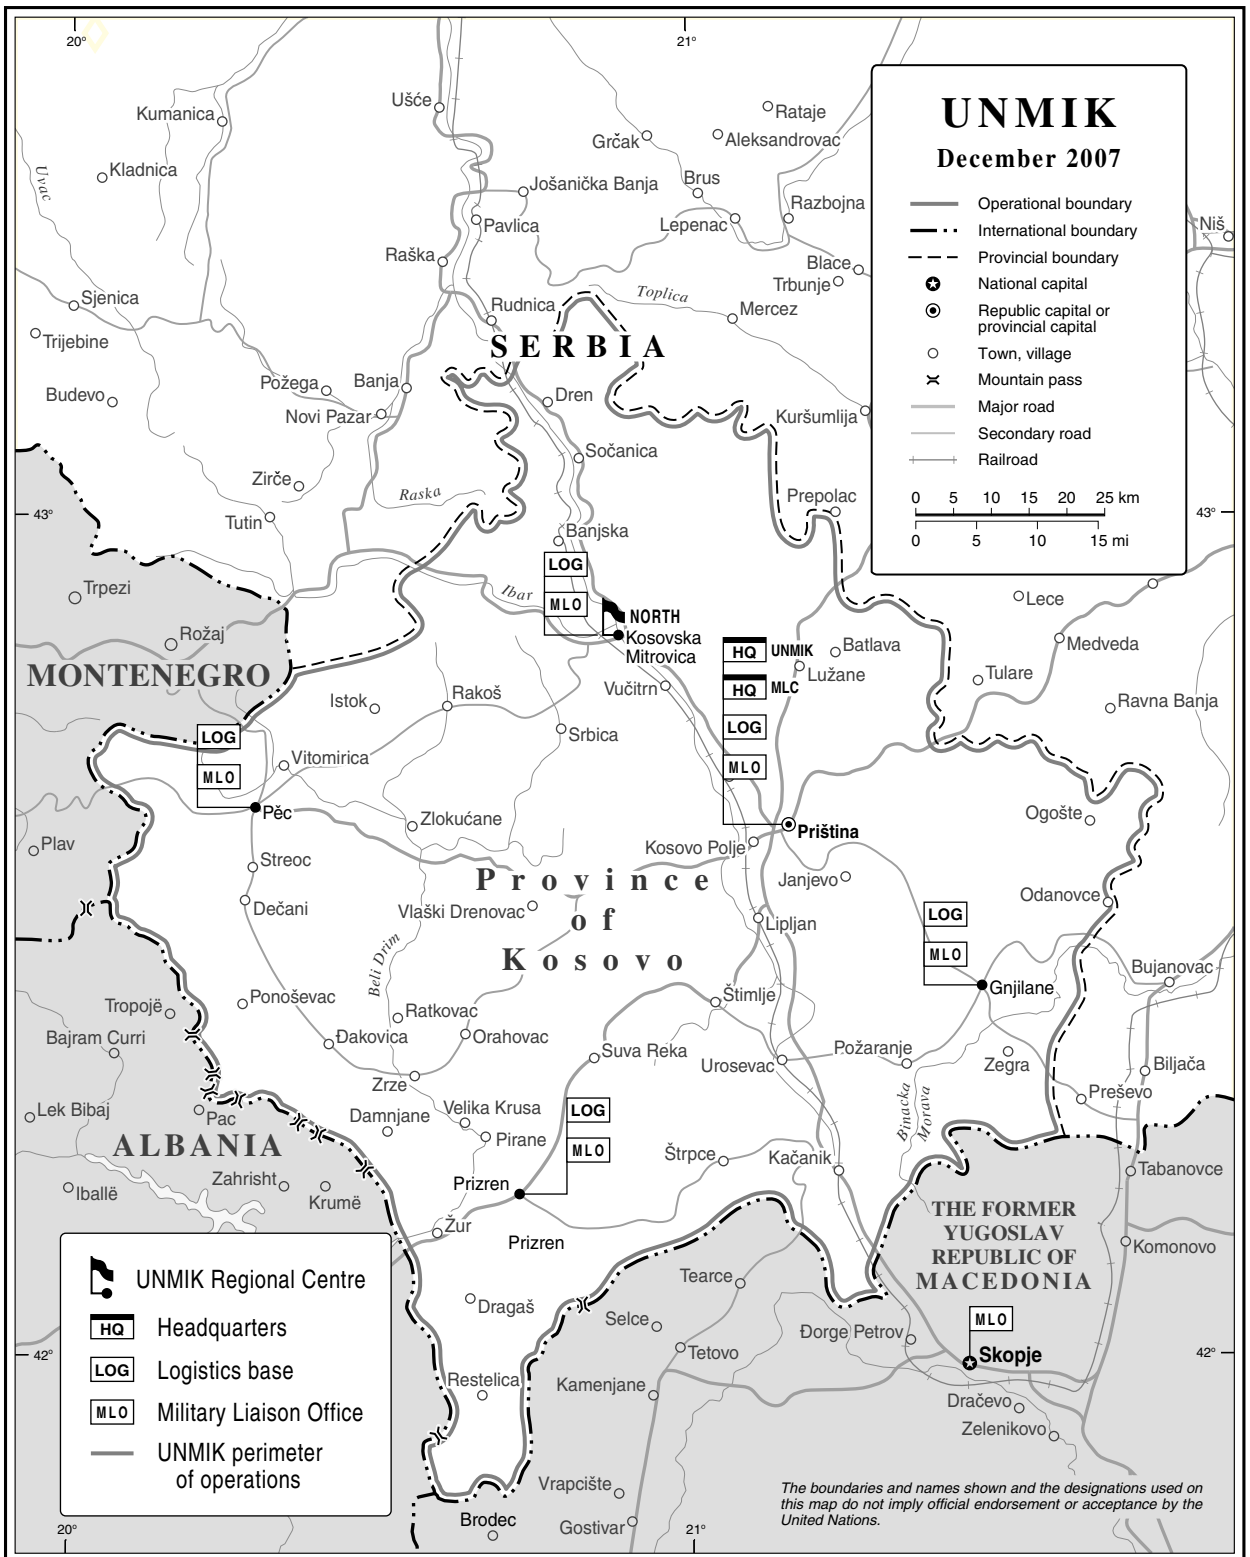 20°
21°
UNMIK
December 2007
Operational boundary
International boundary
Provincial boundary
National capital
Republic capital or
provincial capital
Town, village
Mountain pass
Major road
Secondary road
Railroad
0 5 10 15 20 25 km
0 5 10 15 mi
Ušće
Kumanica
Rataje
Grčak
Aleksandrovac
Kladnica
Uvac
Jošanička Banja
Brus
Razbojna
Pavlica
Lepenac
Niš
Raška
Blace
Trbunje
Sjenica
Rudnica
Toplica
Mercez
Trijebine
SERBIA
Požega
Banja
Budevo
Dren
Novi Pazar
Kuršumlija
Sočanica
Zirče
Raska
Prepolac
43°
43°
Tutin
Banjska
LOG
Trpezi
Ibar
MLO
NORTH
Lece
Rožaj
Kosovska
Mitrovica
HQ UNMIK
Batlava
Medveda
MONTENEGRO
Lužane
Tulare
HQ MLC
Vučitrn
Istok
Rakoš
Ravna Banja
LOG
Srbica
LOG
Vitomirica
MLO
MLO
Pěc
Zlokućane
Ogošte
Priština
Plav
Kosovo Polje
Streoc
Janjevo
Province
of
Kosovo
Dečani
Vlaški Drenovac
Odanovce
LOG
Lipljan
Beli Drim
MLO
Bujanovac
Gnjilane
Ponoševac
Štimlje
Tropojë
Ratkovac
Bajram Curri
Đakovica
Orahovac
Suva Reka
Požaranje
Urosevac
Zegra
Biljača
Zrze
Preševo
Lek Bibaj
Pac
Damnjane
Velika Krusa
LOG
Binacka
Morava
Pirane
ALBANIA
MLO
Štrpce
Kačanik
Tabanovce
Iballë
Zahrisht
Krumë
Prizren
THE FORMER
YUGOSLAV
REPUBLIC OF
MACEDONIA
Žur
Prizren
Komonovo
UNMIK Regional Centre
HQ Headquarters
LOG Logistics base
MLO Military Liaison Office
UNMIK perimeter
of operations
Tearce
Dragaš
Selce
MLO
Đorge Petrov
Skopje
42°
42°
Tetovo
Restelica
Kamenjane
Dračevo
Zelenikovo
Vrapcište
The boundaries and names shown and the designations used on
this map do not imply official endorsement or acceptance by the
United Nations.
Brodec
Gostivar
20°
21°